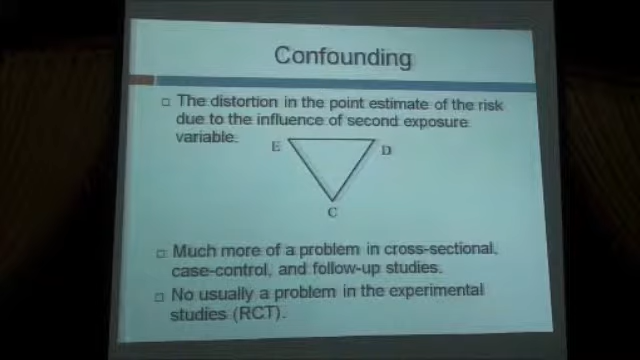 Confounding
□ The distortion in the point estimate of the risk
due to the influence of second exposure
variable.
E
D
C
□ Much more of a problem in cross-sectional,
case-control, and follow-up studies.
□ No usually a problem in the experimental
studies (RCT).